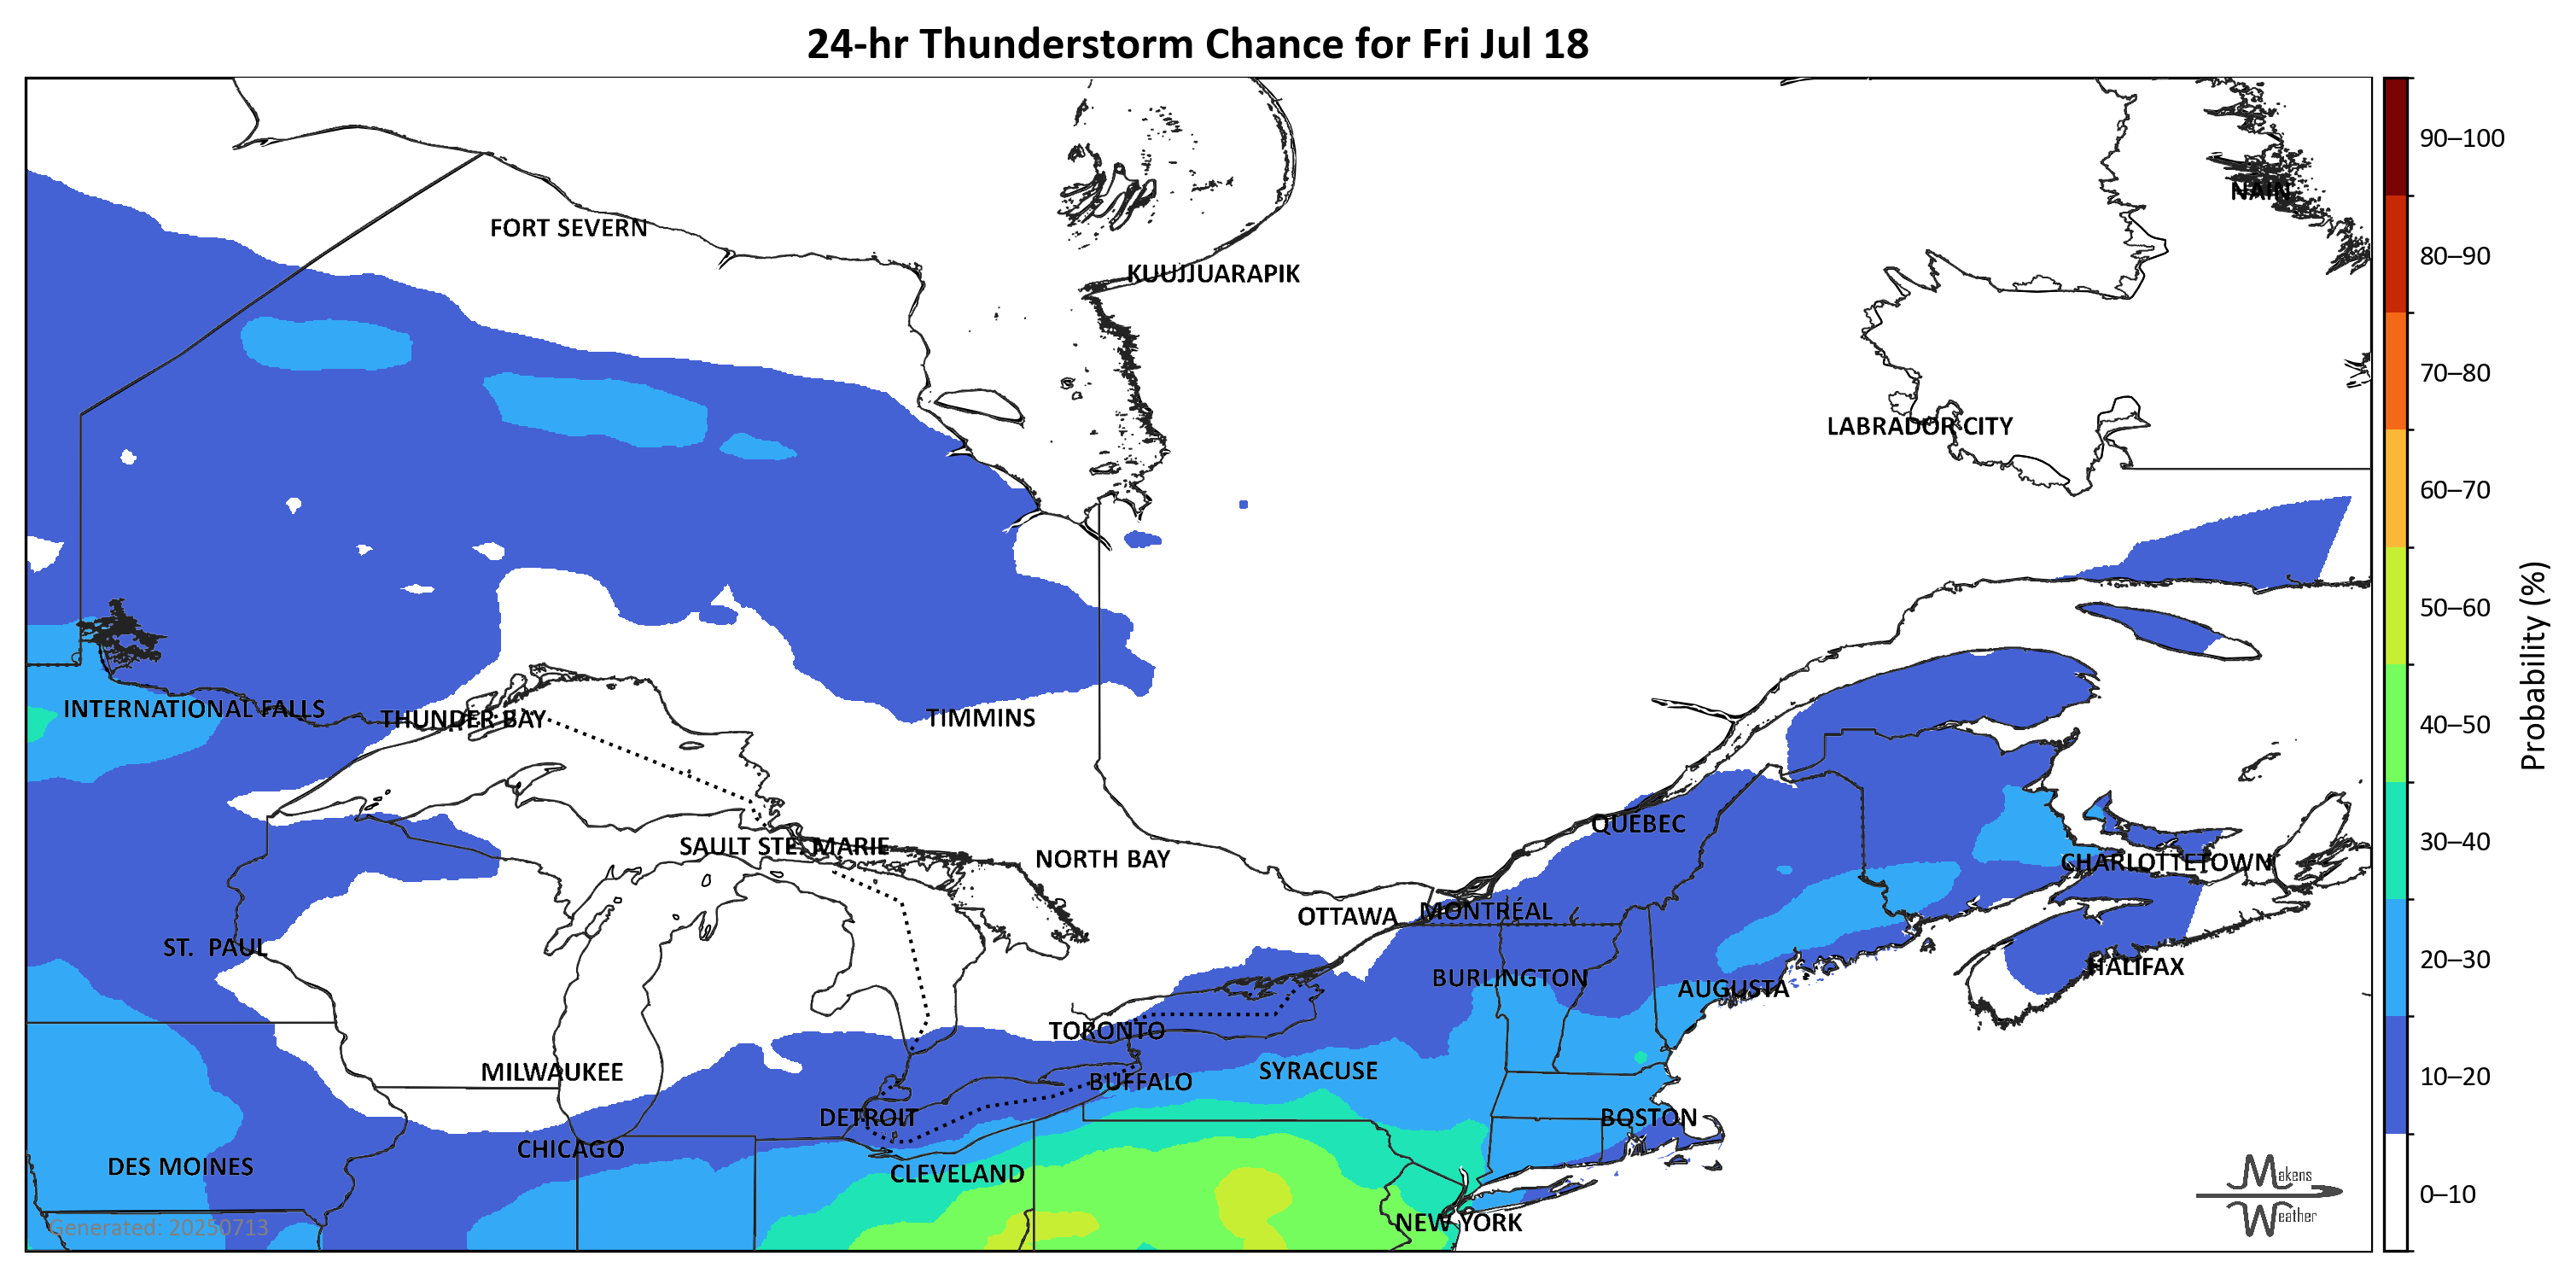 24-hr Thunderstorm Chance for Fri Jul 18
90–100
NAIN
FORT SEVERN
80–90
KUUJJUARAPIK
70–80
LABRADOR CITY
60–70
50–60
Probability (%)
INTERNATIONAL FALLS
THUNDER BAY
TIMMINS
40–50
QUEBEC
SAULT STE. MARIE
NORTH BAY
CHARLOTTETOWN
30–40
OTTAWA
MONTRÉAL
ST. PAUL
BURLINGTON
HALIFAX
20–30
AUGUSTA
TORONTO
MILWAUKEE
SYRACUSE
BUFFALO
10–20
DETROIT
BOSTON
CHICAGO
DES MOINES
CLEVELAND
Makens
Weather
0–10
NEW YORK
Generated: 20250713